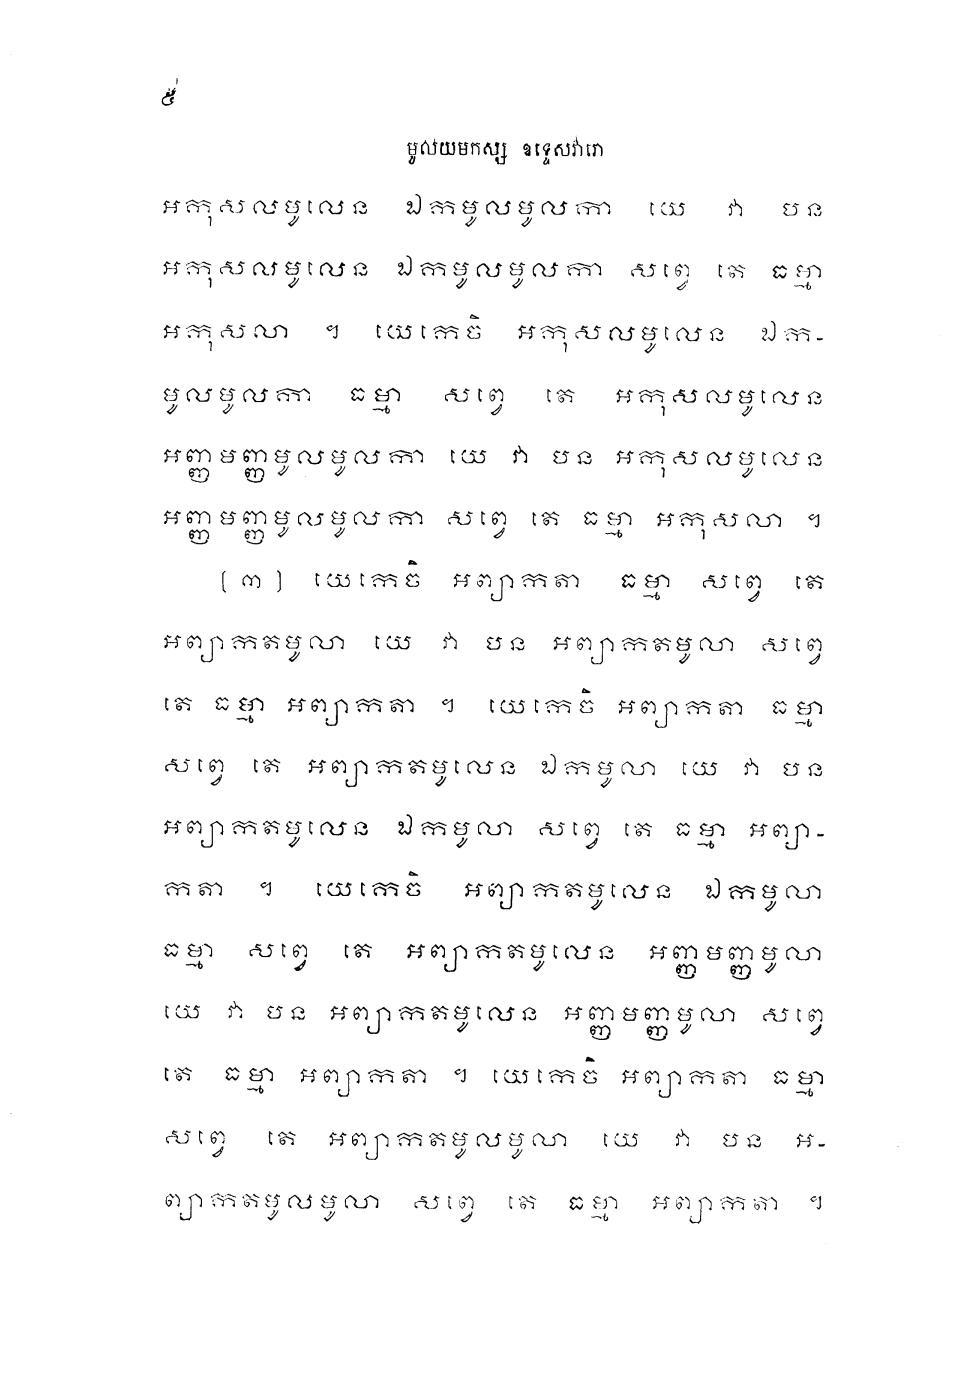 ៥
មូលយមកស្ស ឧទ្ទេសវារោ
អកុសលមូលេន ឯកមូលមូលកា យេ វា បន
អកុសលមូលេន ឯកមូលមូលកា សព្វេ តេ ធម្មា
អកុសលា ។ យេកេចិ អកុសលមូលេន ឯក-
មូលមូលកា ធម្មា សព្វេ តេ អកុសលមូលេន
អញ្ញមញ្ញមូលមូលកា យេ វា បន អកុសលមូលេន
អញ្ញមញ្ញមូលមូលកា សព្វេ តេ ធម្មា អកុសលា ។
(៣) យេកេចិ អព្យាកតា ធម្មា សព្វេ តេ
អព្យាកតមូលា យេ វា បន អព្យាកតមូលា សព្វេ
តេ ធម្មា អព្យាកតា ។ យេកេចិ អព្យាកតា ធម្មា
សព្វេ តេ អព្យាកតមូលេន ឯកមូលា យេ វា បន
អព្យាកតមូលេន ឯកមូលា សព្វេ តេ ធម្មា អព្យា-
កតា ។ យេកេចិ អព្យាកតមូលេន ឯកមូលា
ធម្មា សព្វេ តេ អព្យាកតមូលេន អញ្ញមញ្ញមូលា
យេ វា បន អព្យាកតមូលេន អញ្ញមញ្ញមូលា សព្វេ
តេ ធម្មា អព្យាកតា ។ យេកេចិ អព្យាកតា ធម្មា
សព្វេ តេ អព្យាកតមូលមូលា យេ វា បន អ-
ព្យាកតមូលមូលា សព្វេ តេ ធម្មា អព្យាកតា ។